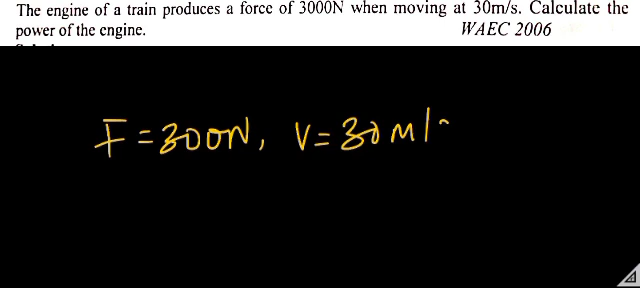 The engine of a train produces a force of 3000N when moving at 30m/s. Calculate the
power of the engine. WAEC 2006
F = 300N, V = 30 m/